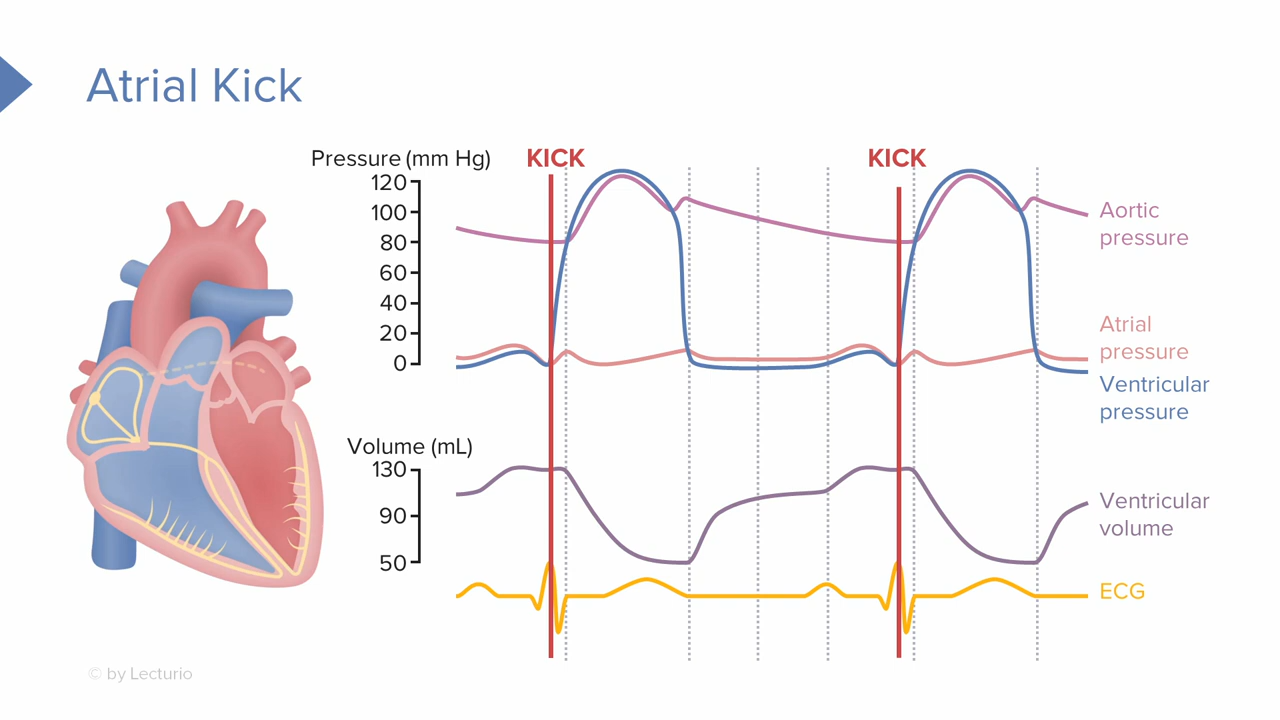 Atrial Kick
Pressure (mm Hg)
KICK
KICK
120
100
80
60
40
20
0
Aortic
pressure
Atrial
pressure
Ventricular
pressure
Volume (mL)
130
90
50
Ventricular
volume
ECG
© by Lecturio